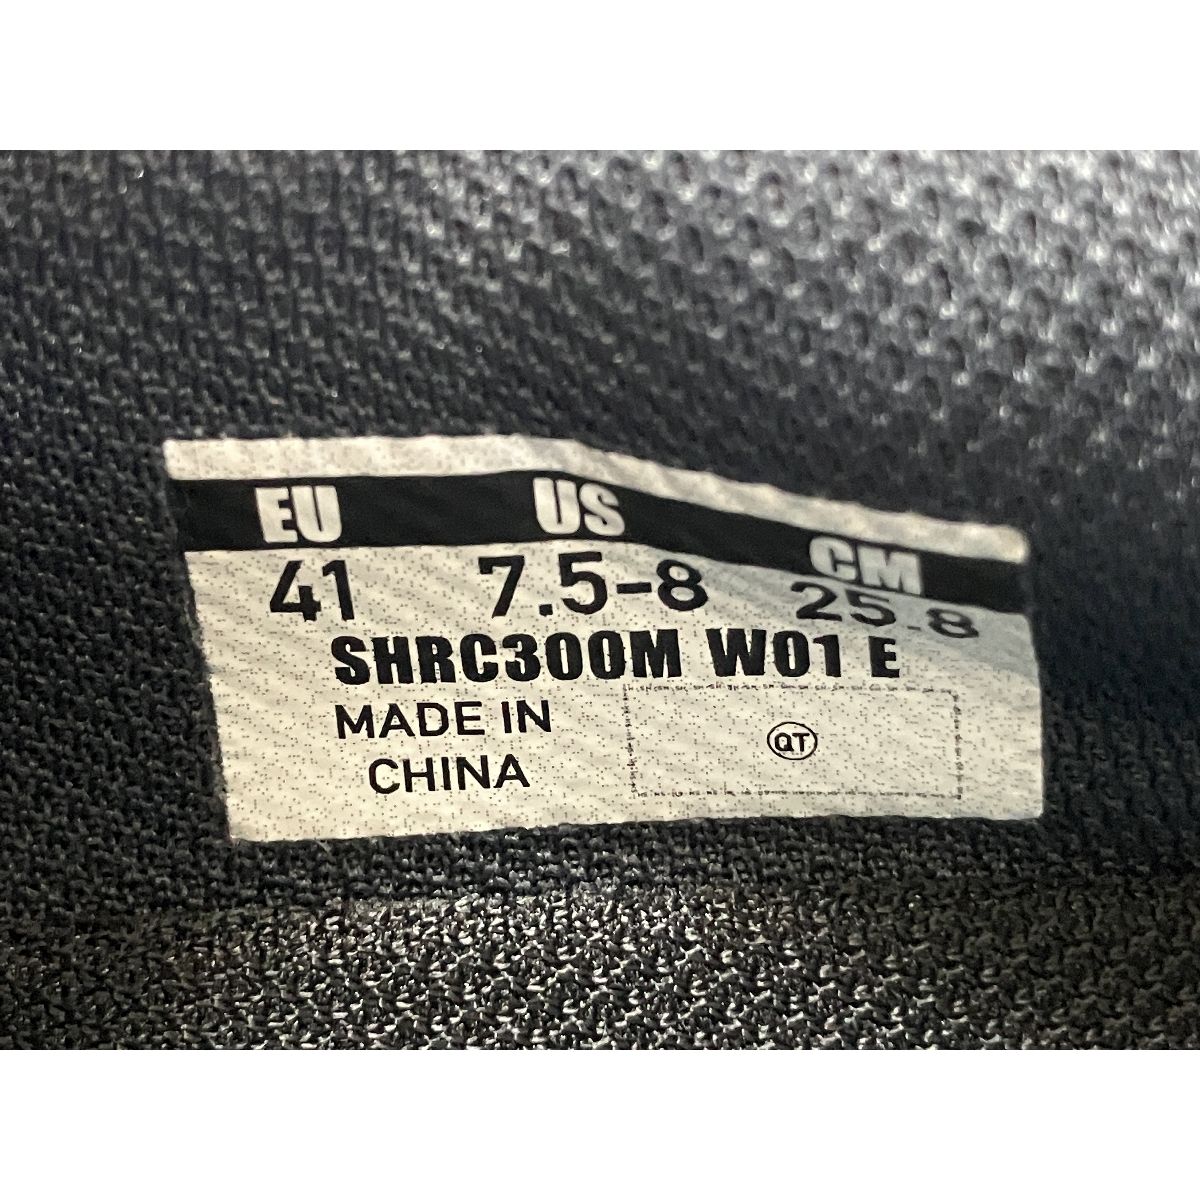 EU US CM
41 7.5-8 25.8
SHRC300M W01 E
MADE IN
CHINA
QT